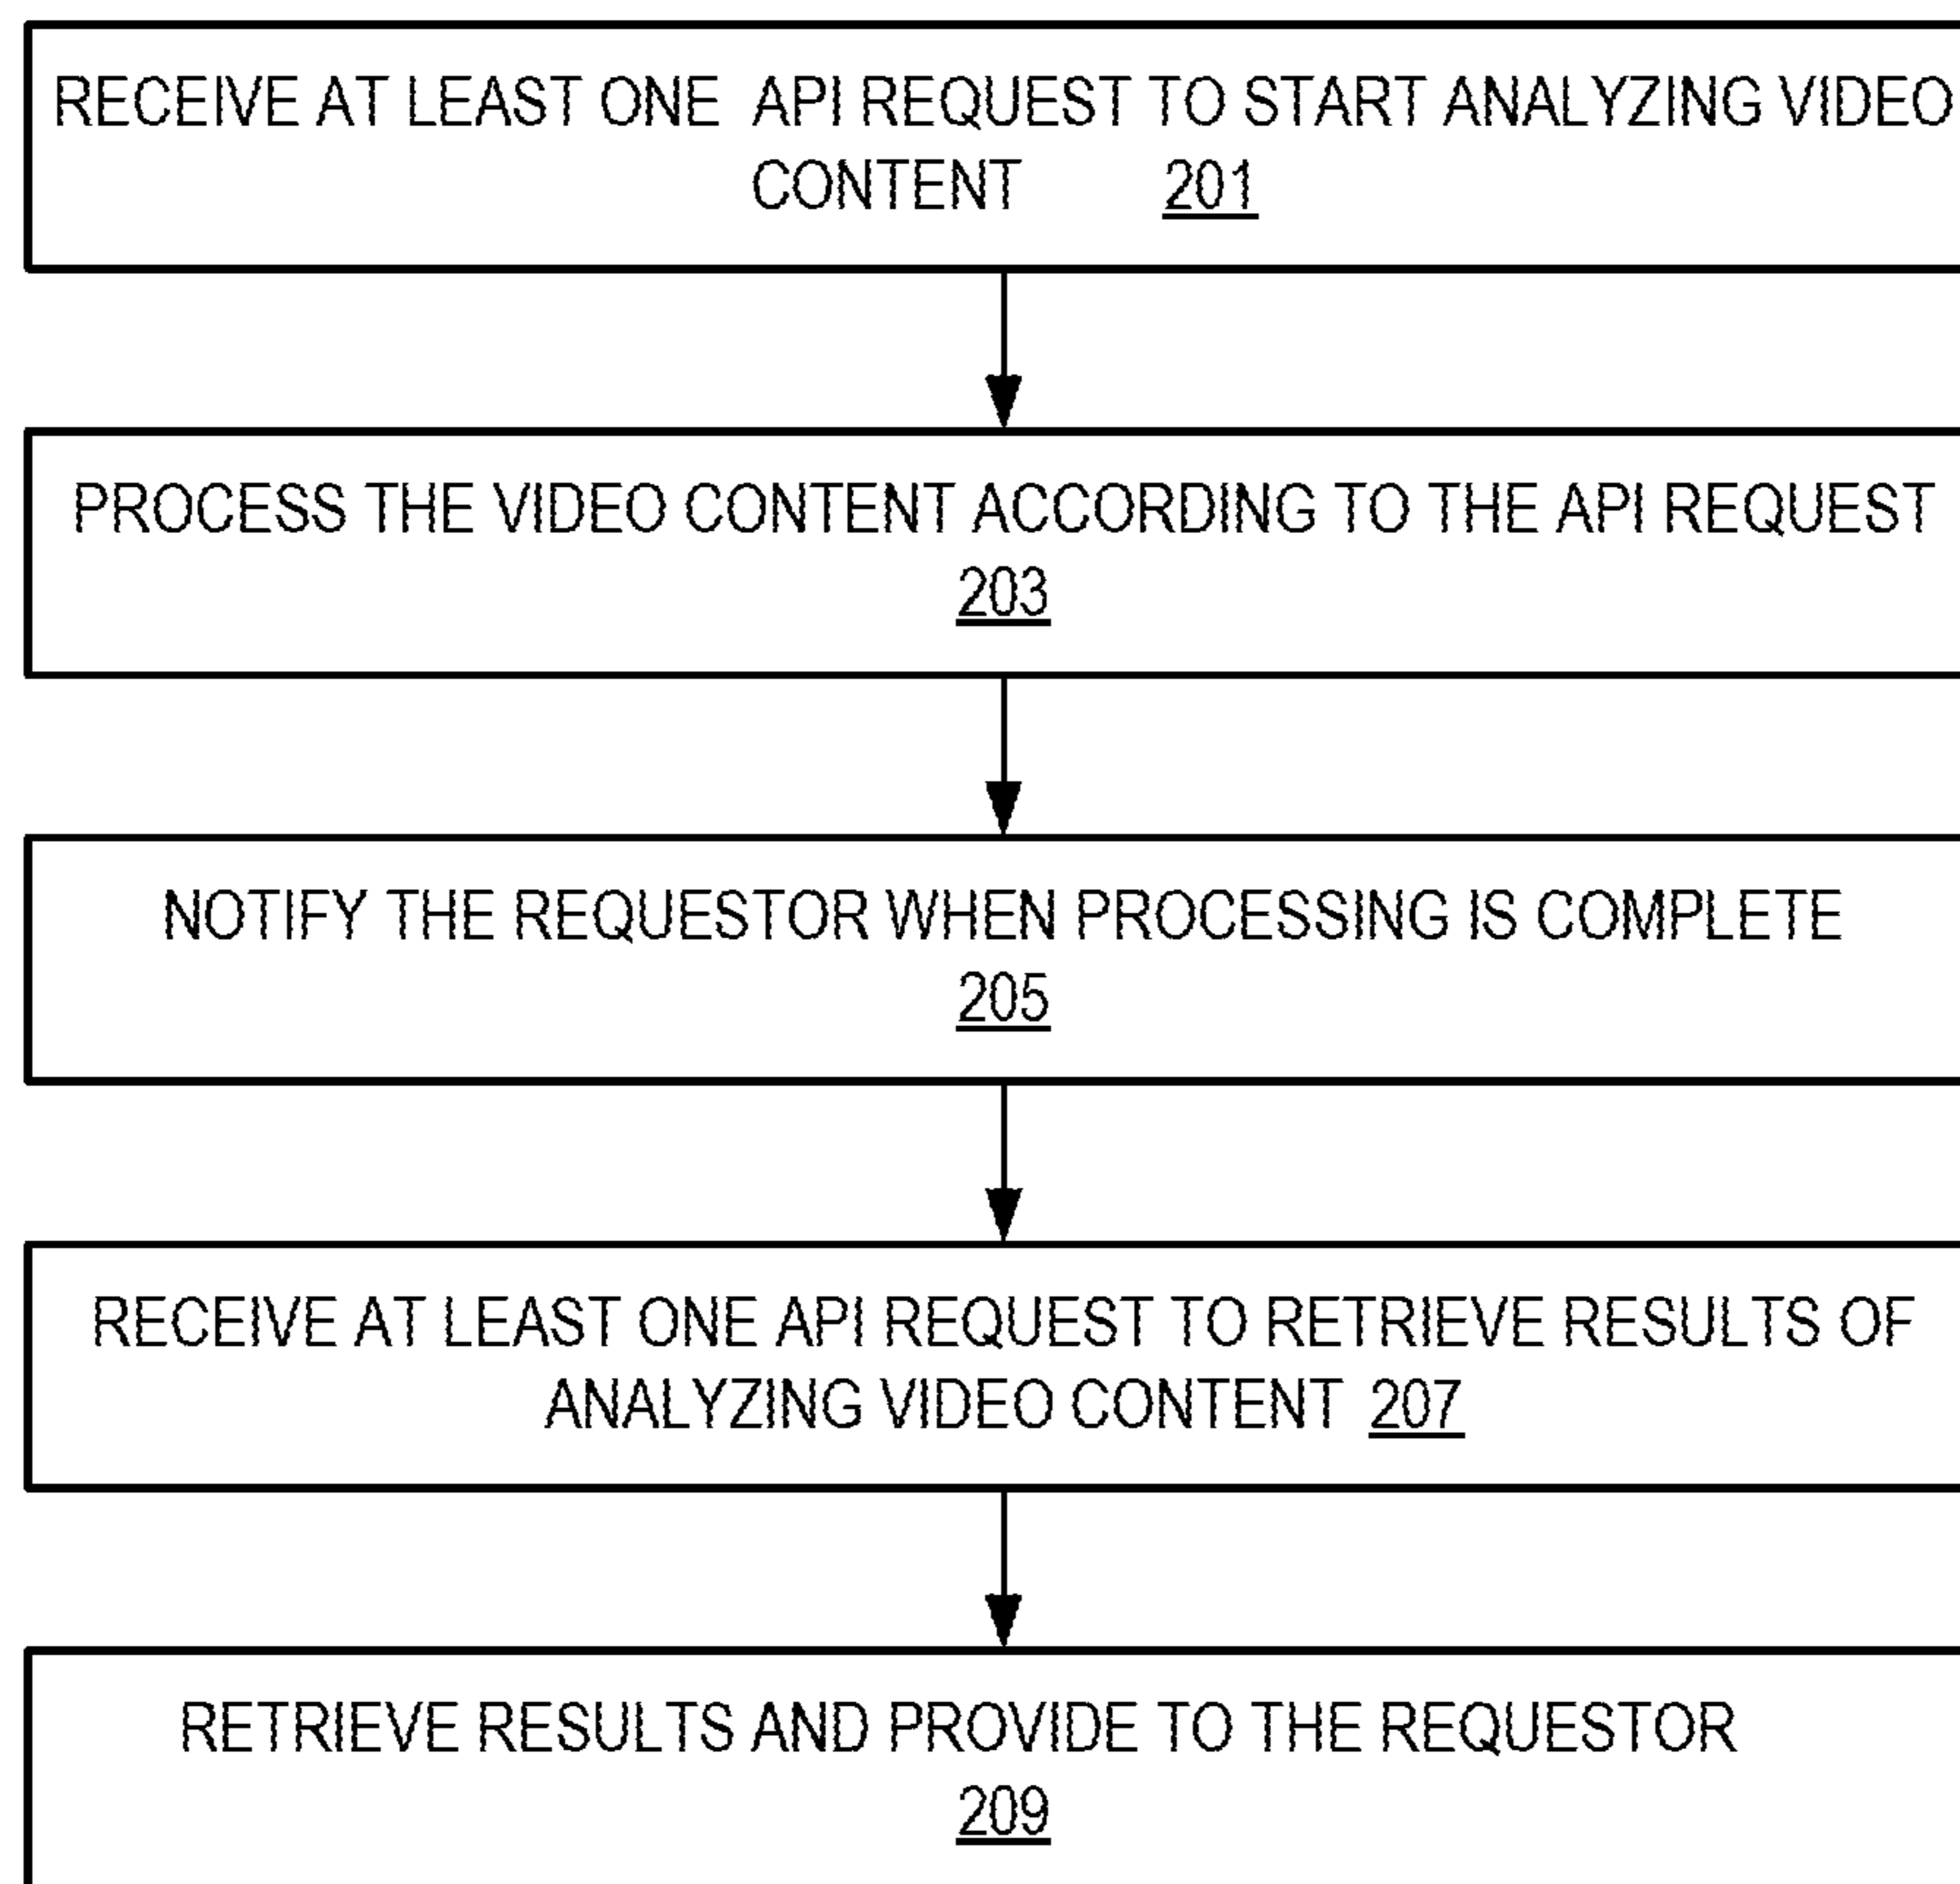 RECEIVE AT LEAST ONE API REQUEST TO START ANALYZING VIDEO
CONTENT 201
PROCESS THE VIDEO CONTENT ACCORDING TO THE API REQUEST
203
NOTIFY THE REQUESTOR WHEN PROCESSING IS COMPLETE
205
RECEIVE AT LEAST ONE API REQUEST TO RETRIEVE RESULTS OF
ANALYZING VIDEO CONTENT 207
RETRIEVE RESULTS AND PROVIDE TO THE REQUESTOR
209